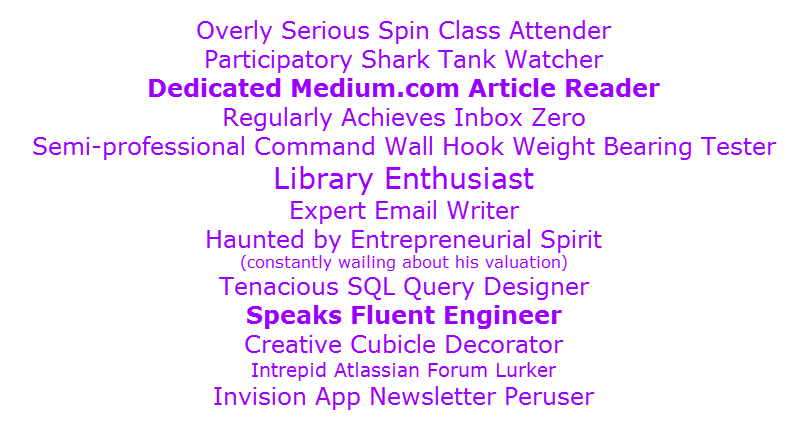 Overly Serious Spin Class Attender
Participatory Shark Tank Watcher
Dedicated Medium.com Article Reader
Regularly Achieves Inbox Zero
Semi-professional Command Wall Hook Weight Bearing Tester
Library Enthusiast
Expert Email Writer
Haunted by Entrepreneurial Spirit
(constantly wailing about his valuation)
Tenacious SQL Query Designer
Speaks Fluent Engineer
Creative Cubicle Decorator
Intrepid Atlassian Forum Lurker
Invision App Newsletter Peruser